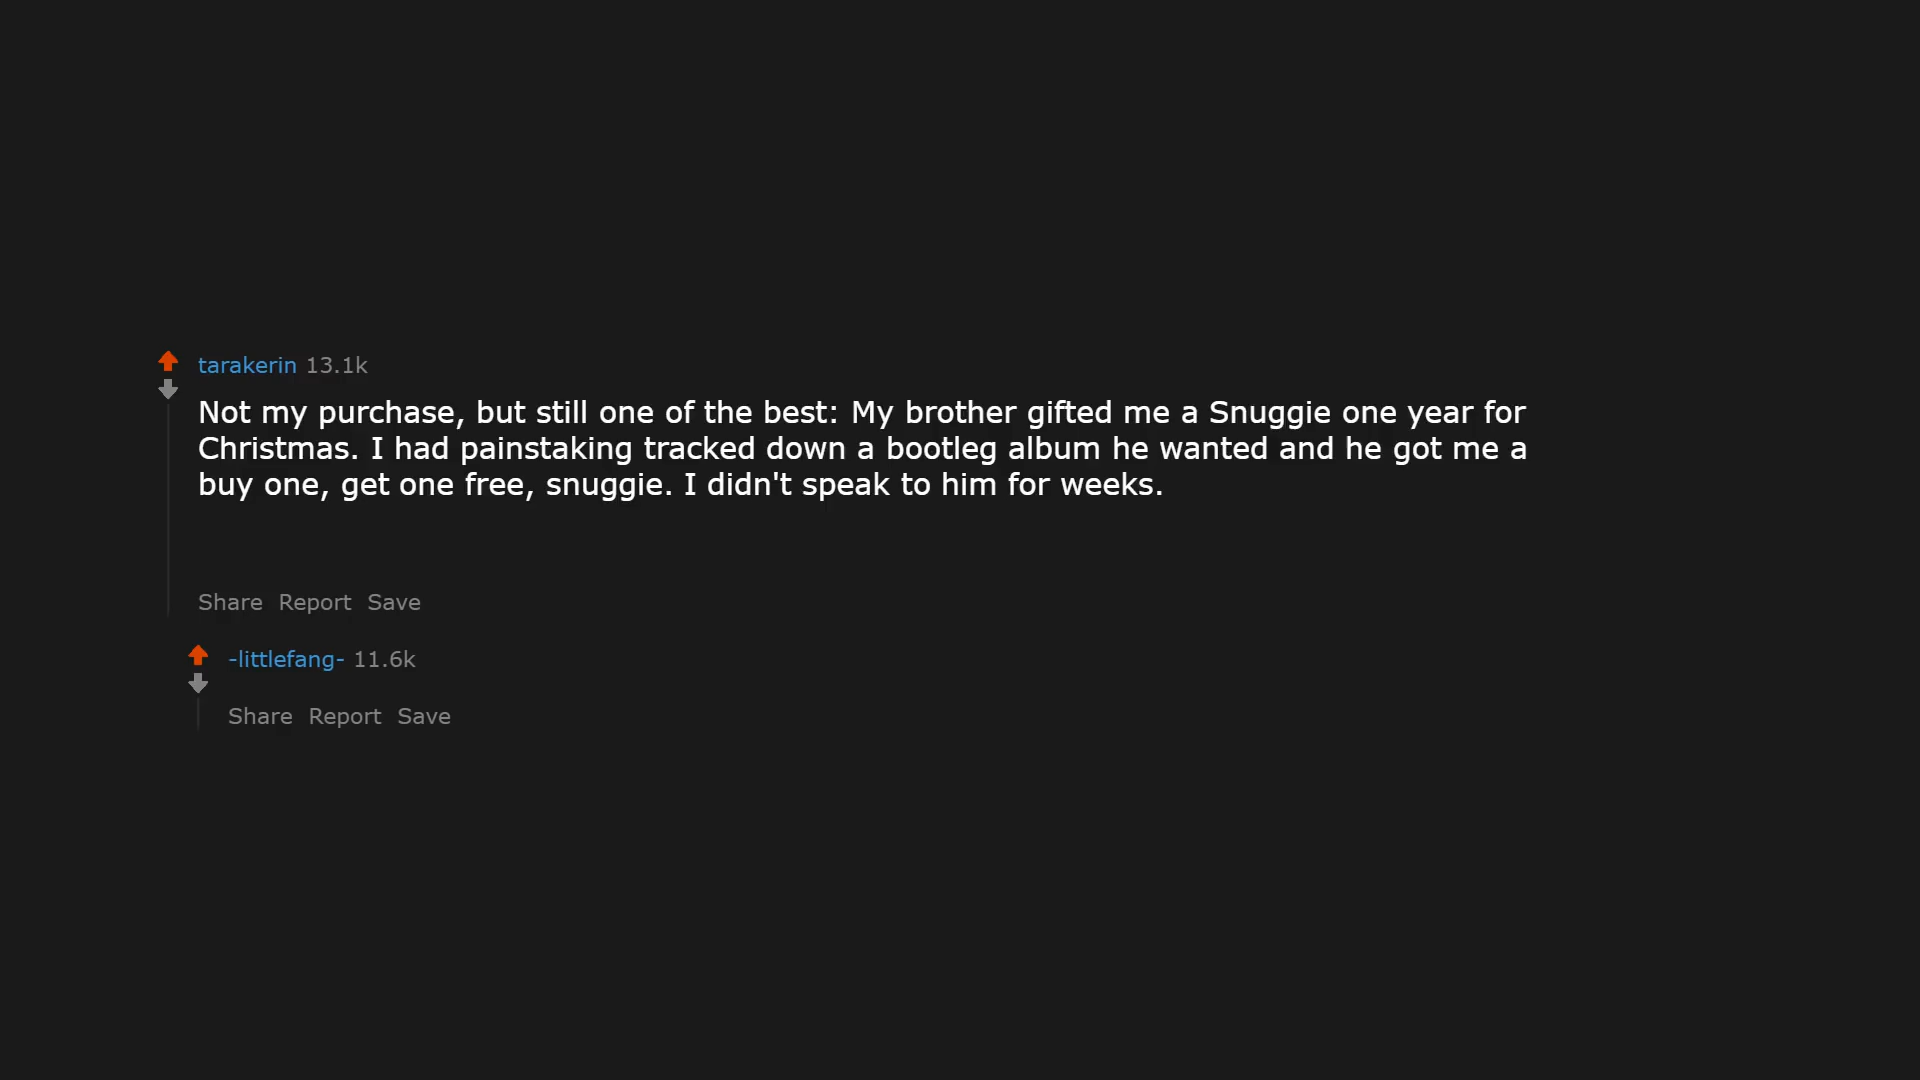 tarakerin 13.1k
Not my purchase, but still one of the best: My brother gifted me a Snuggie one year for
Christmas. I had painstaking tracked down a bootleg album he wanted and he got me a
buy one, get one free, snuggie. I didn't speak to him for weeks.
Share Report Save
-littlefang- 11.6k
Share Report Save